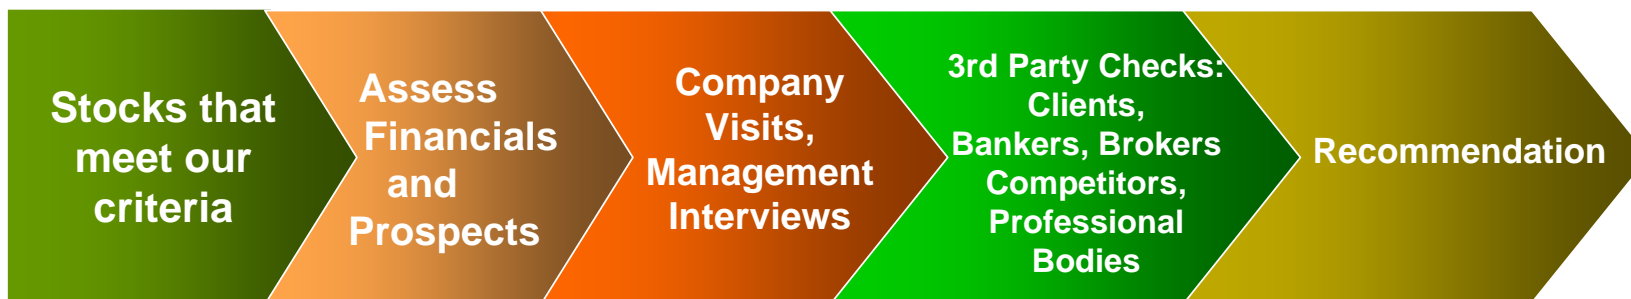 Stocks that
meet our
criteria
Assess
Financials
and
Prospects
Company
Visits,
Management
Interviews
3rd Party Checks:
Clients,
Bankers, Brokers
Competitors,
Professional
Bodies
Recommendation